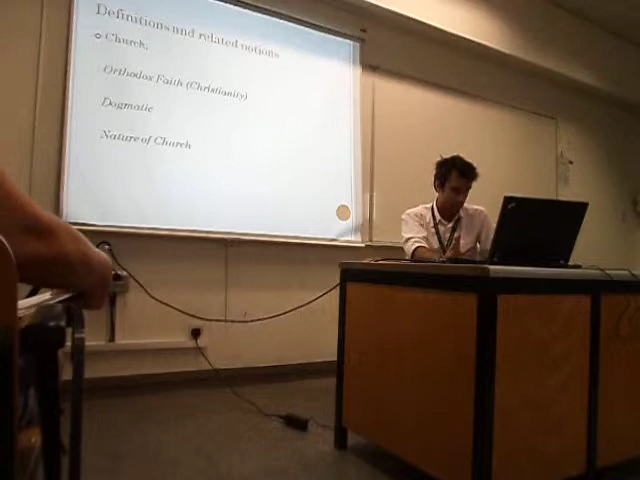 Definitions and related notions
Church;
Orthodox Faith (Christianity)
Dogmatic
Nature of Church